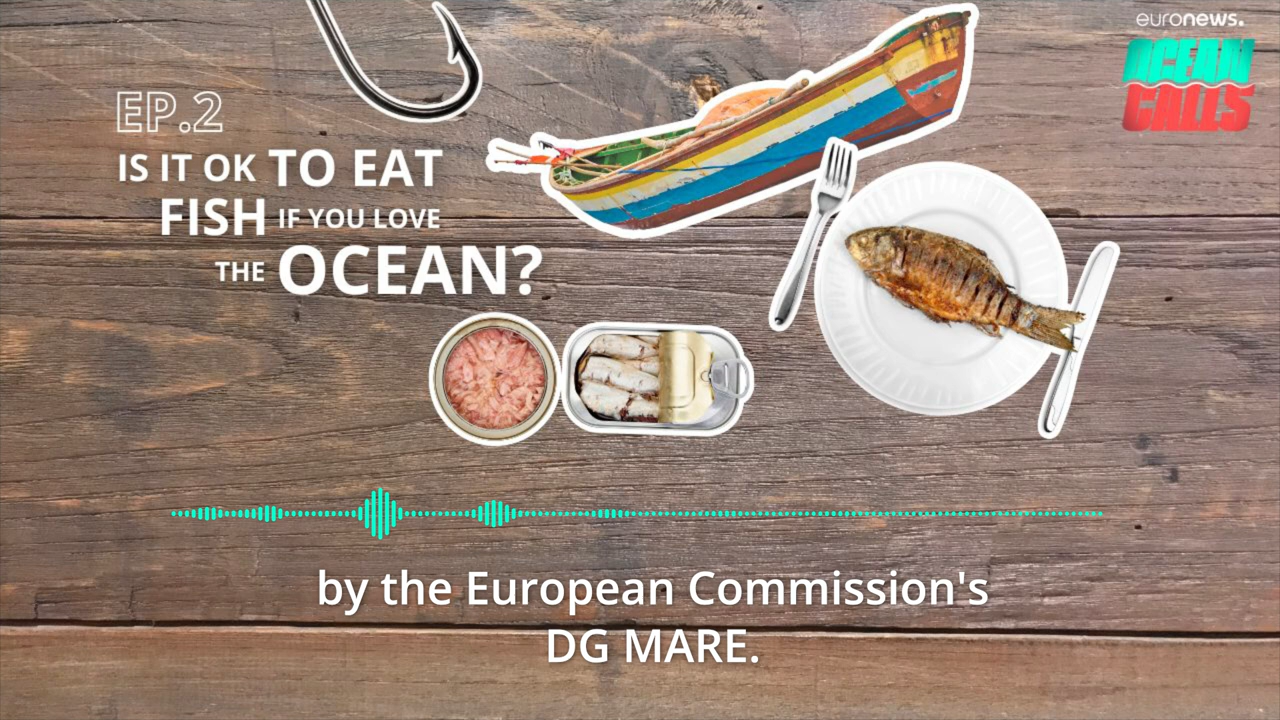 euronews.
OCEAN
CALLS
EP.2
IS IT OK TO EAT
FISH IF YOU LOVE
THE OCEAN?
by the European Commission's
DG MARE.